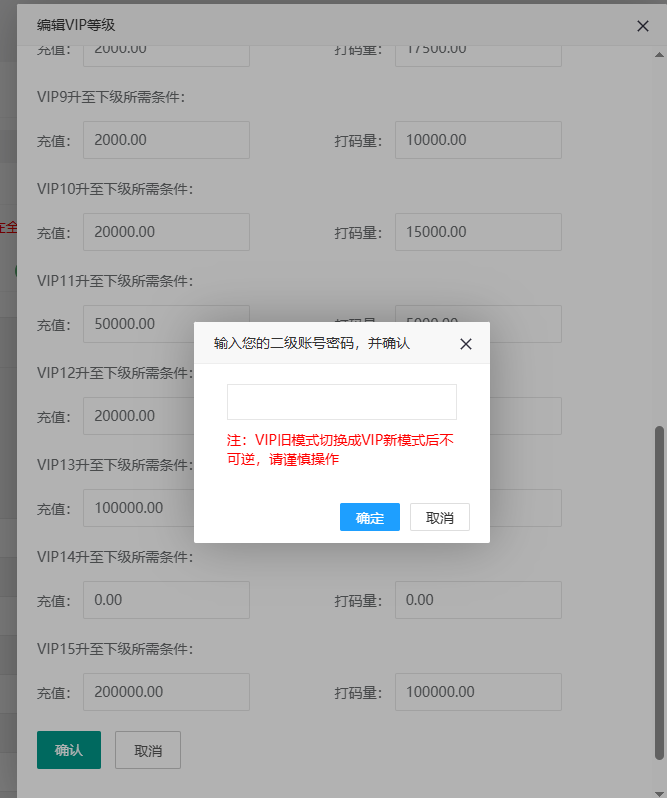 编辑VIP等级
充值： 2000.00 打码量： 17500.00
VIP9升至下级所需条件：
充值： 2000.00 打码量： 10000.00
VIP10升至下级所需条件：
在全
充值： 20000.00 打码量： 15000.00
VIP11升至下级所需条件：
充值： 50000.00 打码量： 5000.00
输入您的二级账号密码，并确认
VIP12升至下级所需条件：
充值： 20000.00
注：VIP旧模式切换成VIP新模式后不
可逆，请谨慎操作
VIP13升至下级所需条件：
充值： 100000.00
确定 取消
VIP14升至下级所需条件：
充值： 0.00 打码量： 0.00
VIP15升至下级所需条件：
充值： 200000.00 打码量： 100000.00
确认 取消